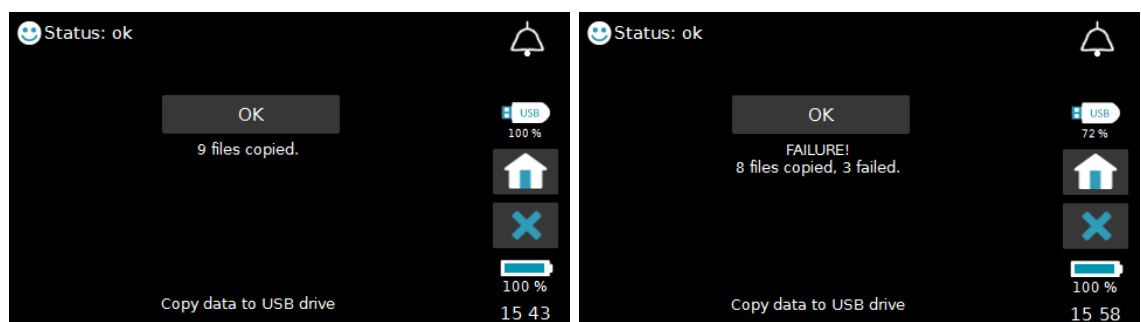 Status: ok
OK
9 files copied.
USB
100 %
100 %
Copy data to USB drive
15 43
Status: ok
OK
FAILURE!
8 files copied, 3 failed.
USB
72 %
100 %
Copy data to USB drive
15 58